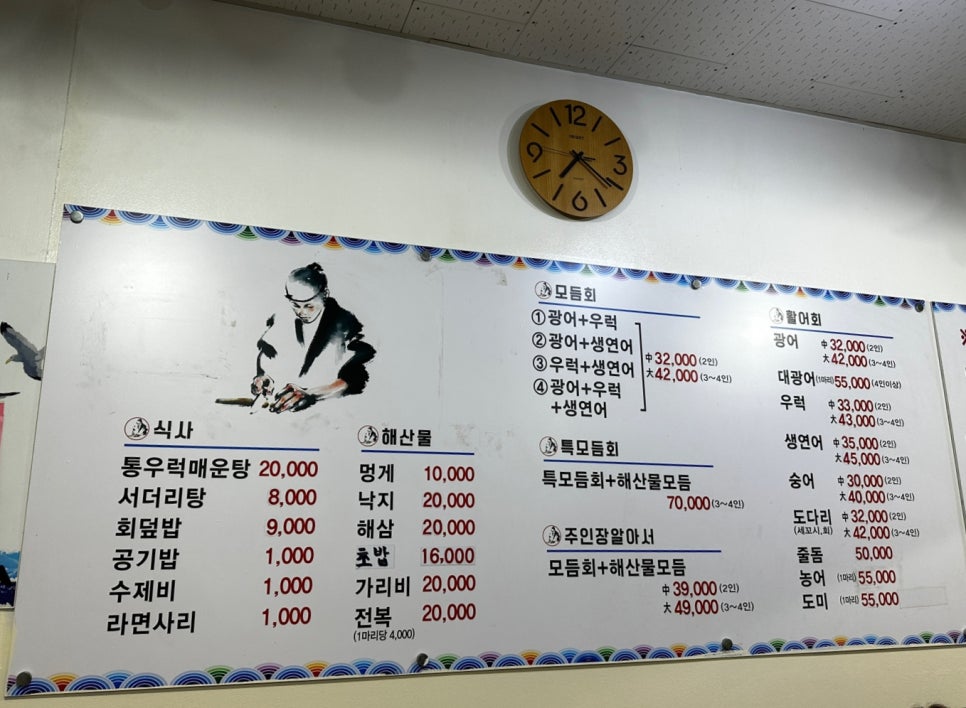 12
3
6
9
식사
통우럭매운탕 20,000
서더리탕 8,000
회덮밥 9,000
공기밥 1,000
수제비 1,000
라면사리 1,000
해산물
멍게 10,000
낙지 20,000
해삼 20,000
초밥 16,000
가리비 20,000
전복 20,000
(1마리당 4,000)
모듬회
①광어+우럭
②광어+생연어
③우럭+생연어
④광어+우럭
+생연어
中 32,000 (2인)
大 42,000 (3~4인)
특모듬회
특모듬회+해산물모듬
70,000 (3~4인)
주인장알아서
모듬회+해산물모듬
中 39,000 (2인)
大 49,000 (3~4인)
활어회
광어 中 32,000 (2인)
大 42,000 (3~4인)
대광어 (1마리) 55,000 (4인이상)
우럭 中 33,000 (2인)
大 43,000 (3~4인)
생연어 中 35,000 (2인)
大 45,000 (3~4인)
숭어 中 30,000 (2인)
大 40,000 (3~4인)
도다리 中 32,000 (2인)
(세꼬시,회) 大 42,000 (3~4인)
줄돔 50,000
농어 (1마리) 55,000
도미 (1마리) 55,000